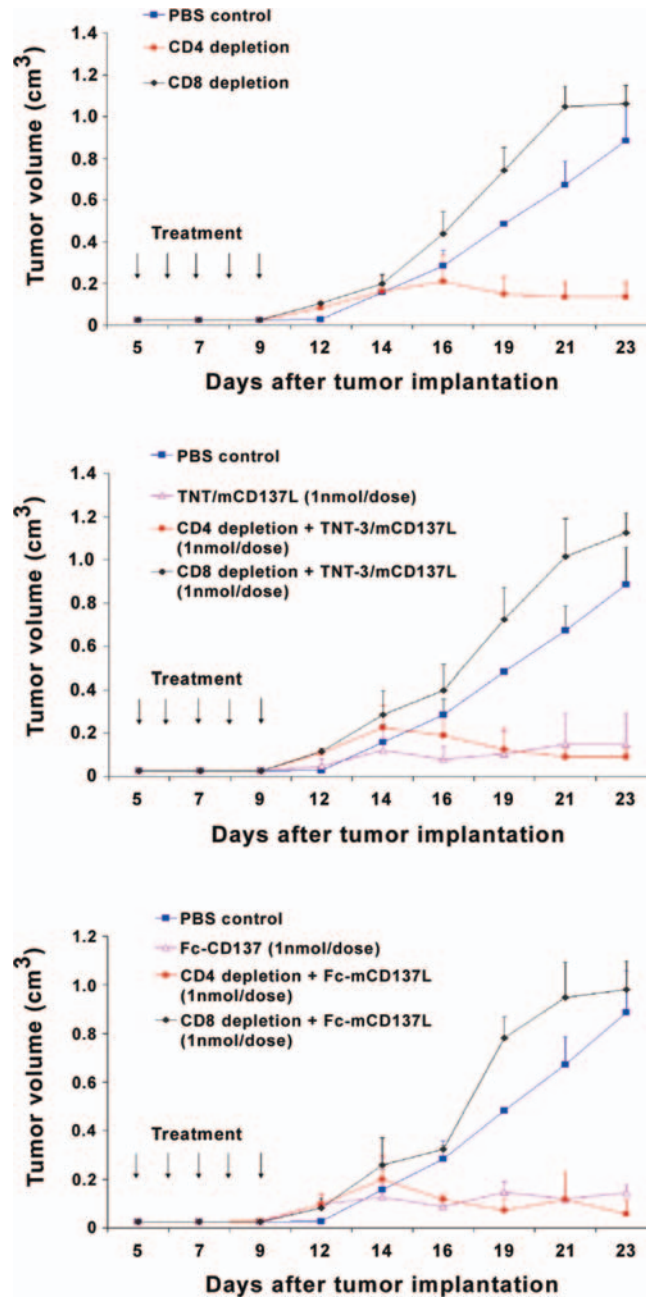 PBS control
CD4 depletion
CD8 depletion
Tumor volume (cm³)
1.4
1.2
1.0
0.8
0.6
0.4
0.2
0
Treatment
5 7 9 12 14 16 19 21 23
Days after tumor implantation
PBS control
TNT/mCD137L (1nmol/dose)
CD4 depletion + TNT-3/mCD137L
(1nmol/dose)
CD8 depletion + TNT-3/mCD137L
(1nmol/dose)
Tumor volume (cm³)
1.4
1.2
1.0
0.8
0.6
0.4
0.2
0
Treatment
5 7 9 12 14 16 19 21 23
Days after tumor implantation
PBS control
Fc-CD137 (1nmol/dose)
CD4 depletion + Fc-mCD137L
(1nmol/dose)
CD8 depletion + Fc-mCD137L
(1nmol/dose)
Tumor volume (cm³)
1.2
1.0
0.8
0.6
0.4
0.2
0
Treatment
5 7 9 12 14 16 19 21 23
Days after tumor implantation